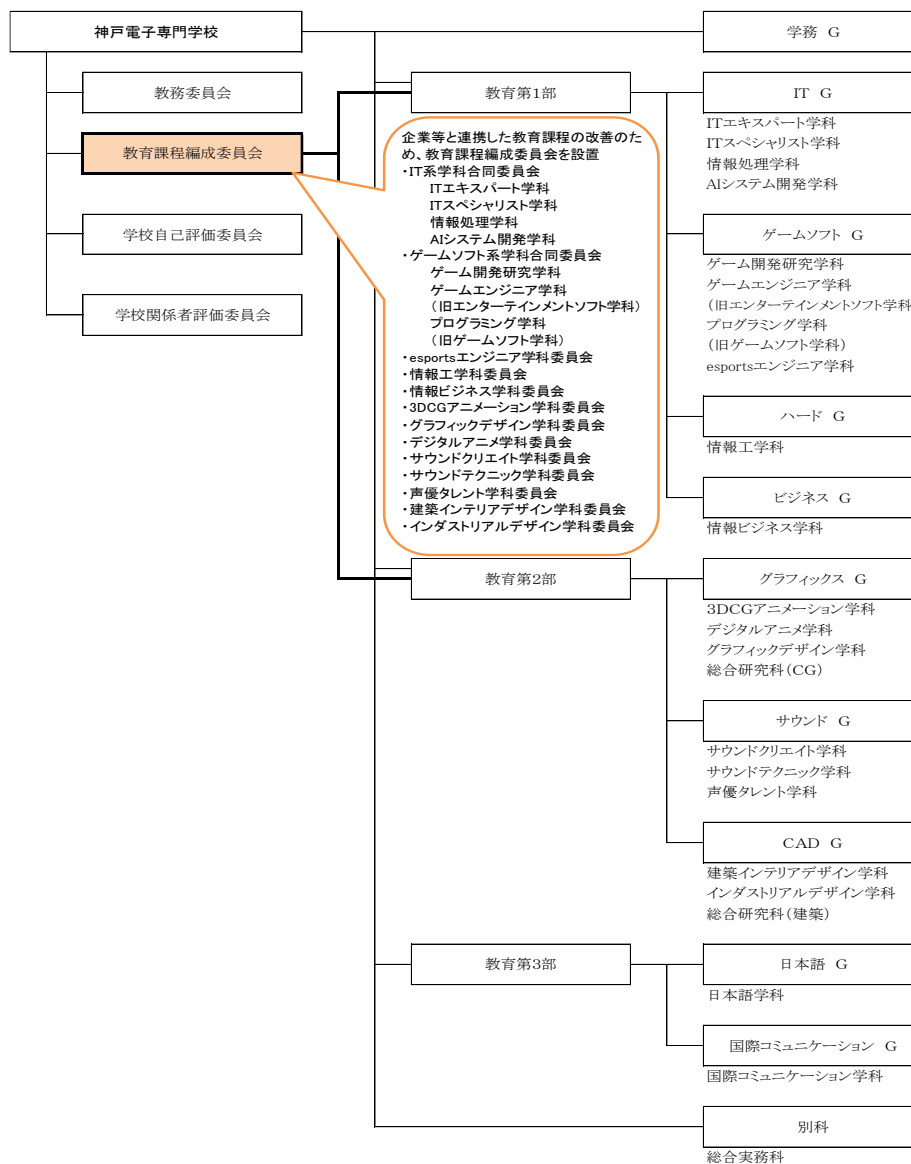 神戸電子専門学校
教務委員会
教育課程編成委員会
学校自己評価委員会
学校関係者評価委員会
教育第1部
企業等と連携した教育課程の改善のた
め、教育課程編成委員会を設置
・IT系学科合同委員会
ITエキスパート学科
ITスペシャリスト学科
情報処理学科
AIシステム開発学科
・ゲームソフト系学科合同委員会
ゲーム開発研究学科
ゲームエンジニア学科
(旧エンターテインメントソフト学科)
プログラミング学科
(旧ゲームソフト学科)
・esportsエンジニア学科委員会
・情報工学科委員会
・情報ビジネス学科委員会
・3DCGアニメーション学科委員会
・グラフィックデザイン学科委員会
・デジタルアニメ学科委員会
・サウンドクリエイト学科委員会
・サウンドテクニック学科委員会
・声優タレント学科委員会
・建築インテリアデザイン学科委員会
・インダストリアルデザイン学科委員会
教育第2部
教育第3部
学務 G
IT G
ITエキスパート学科
ITスペシャリスト学科
情報処理学科
AIシステム開発学科
ゲームソフト G
ゲーム開発研究学科
ゲームエンジニア学科
(旧エンターテインメントソフト学科
プログラミング学科
(旧ゲームソフト学科)
esportsエンジニア学科
ハード G
情報工学科
ビジネス G
情報ビジネス学科
グラフィックス G
3DCGアニメーション学科
デジタルアニメ学科
グラフィックデザイン学科
総合研究科(CG)
サウンド G
サウンドクリエイト学科
サウンドテクニック学科
声優タレント学科
CAD G
建築インテリアデザイン学科
インダストリアルデザイン学科
総合研究科(建築)
日本語 G
日本語学科
国際コミュニケーション G
国際コミュニケーション学科
別科
総合実務科